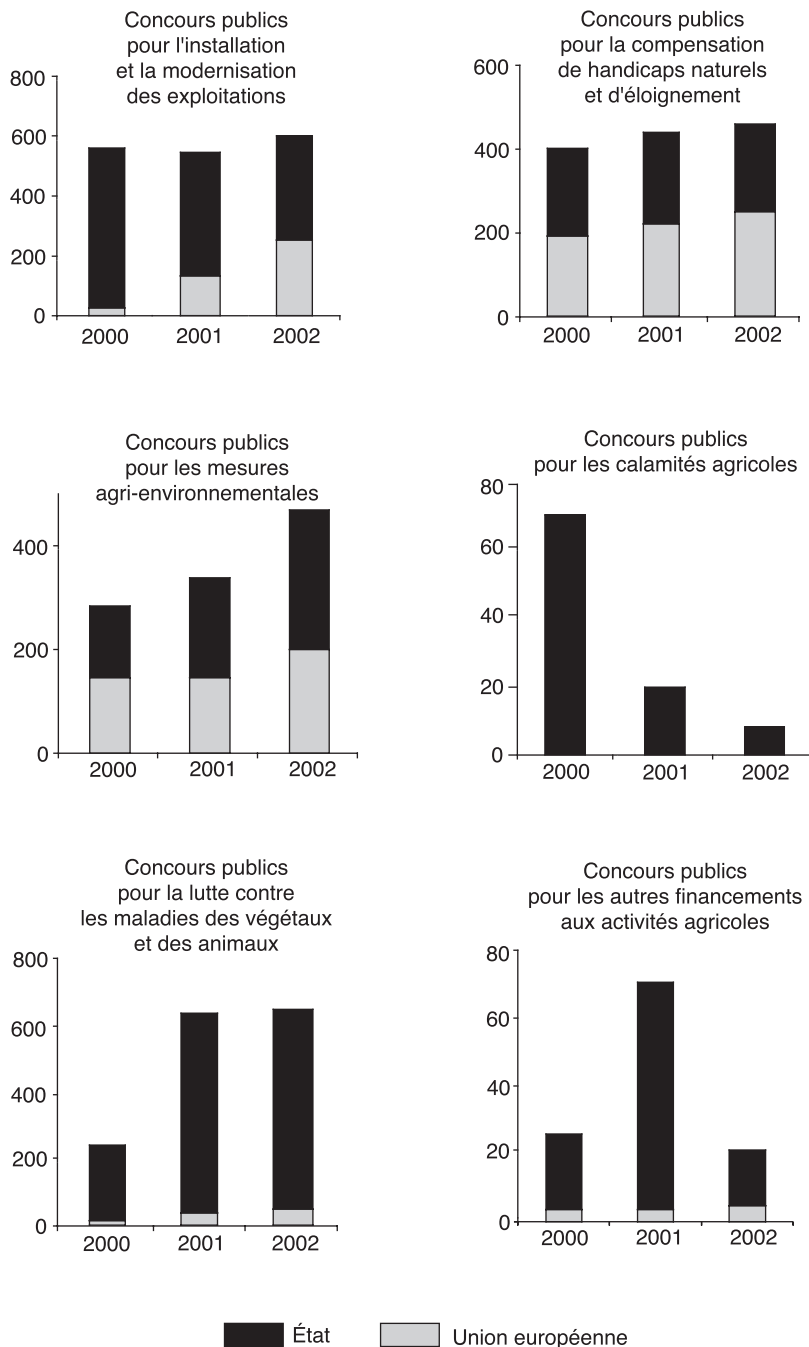 Concours publics
pour l'installation
et la modernisation
des exploitations
800
600
400
200
0
2000 2001 2002
Concours publics
pour la compensation
de handicaps naturels
et d'éloignement
600
400
200
0
2000 2001 2002
Concours publics
pour les mesures
agri-environnementales
400
200
0
2000 2001 2002
Concours publics
pour les calamités agricoles
80
60
40
20
0
2000 2001 2002
Concours publics
pour la lutte contre
les maladies des végétaux
et des animaux
800
600
400
200
0
2000 2001 2002
Concours publics
pour les autres financements
aux activités agricoles
80
60
40
20
0
2000 2001 2002
État Union européenne